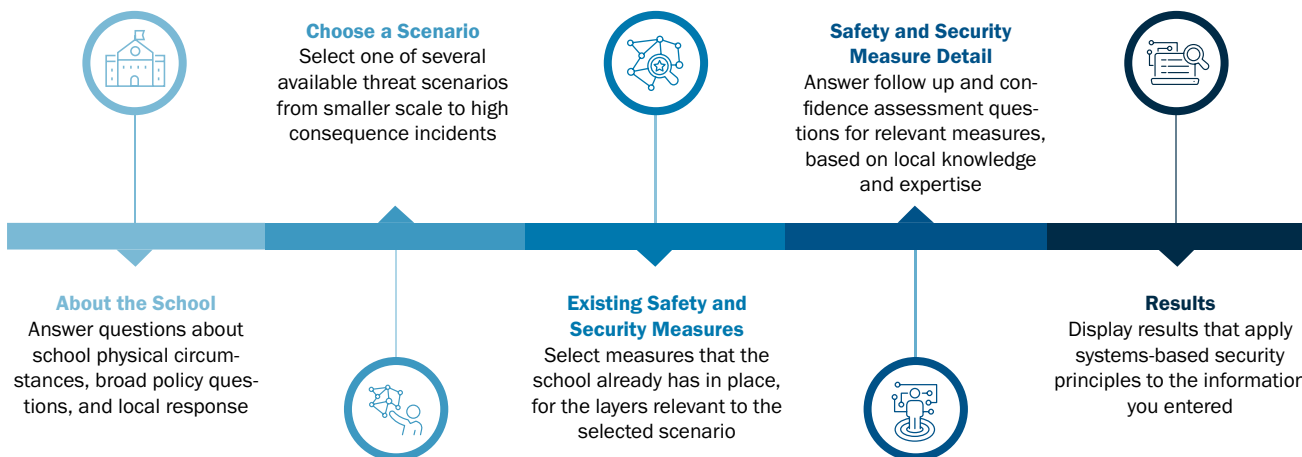 About the School
Answer questions about
school physical circum-
stances, broad policy ques-
tions, and local response
Choose a Scenario
Select one of several
available threat scenarios
from smaller scale to high
consequence incidents
Existing Safety and
Security Measures
Select measures that the
school already has in place,
for the layers relevant to the
selected scenario
Safety and Security
Measure Detail
Answer follow up and con-
fidence assessment ques-
tions for relevant measures,
based on local knowledge
and expertise
Results
Display results that apply
systems-based security
principles to the information
you entered